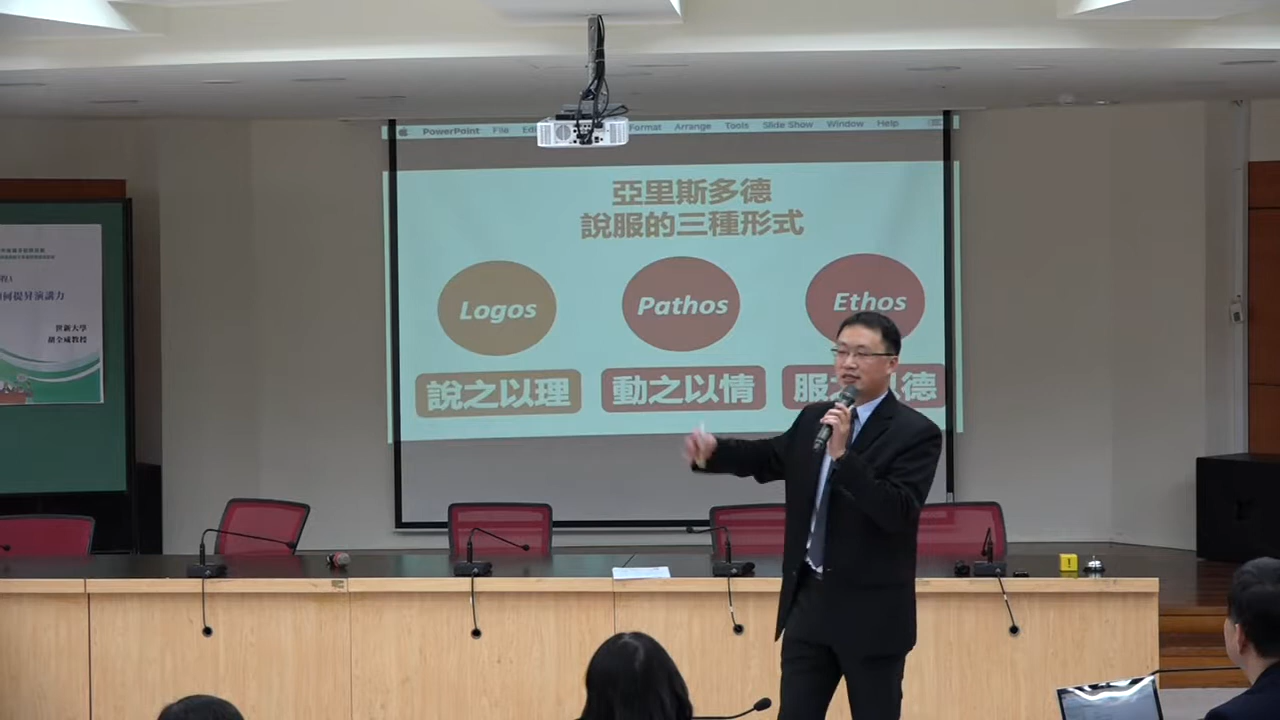 PowerPoint File Format Arrange Tools Slide Show Window Help
亞里斯多德
說服的三種形式
Logos Pathos Ethos
說之以理 動之以情 服 德
何提昇演講力
世新大學
胡全威教授